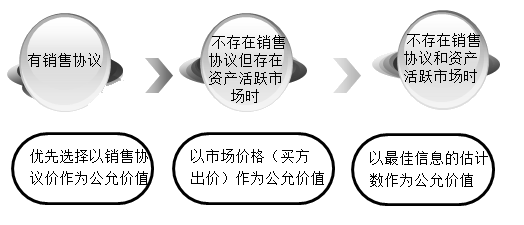 有销售协议
不存在销售
协议但存在
资产活跃市
场时
不存在销售
协议和资产
活跃市场时
优先选择以销售协
议价作为公允价值
以市场价格（买方
出价）作为公允价值
以最佳信息的估计
数作为公允价值